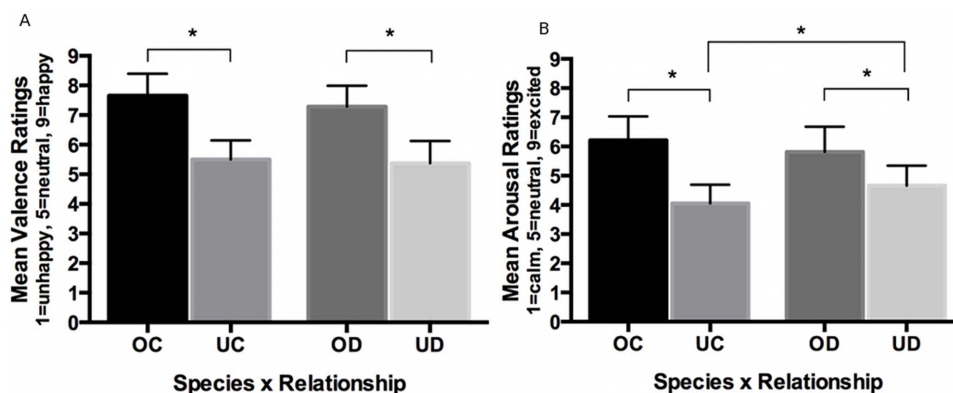 A
Mean Valence Ratings
1=unhappy, 5=neutral, 9=happy
9
8
7
6
5
4
3
2
1
0
*
*
OC UC OD UD
Species x Relationship
B
Mean Arousal Ratings
1=calm, 5=neutral, 9=excited
9
8
7
6
5
4
3
2
1
0
*
*
*
OC UC OD UD
Species x Relationship